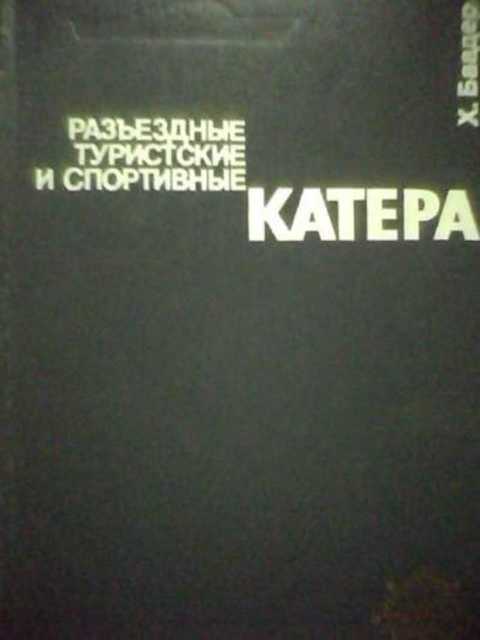 Х. Баадер
РАЗЪЕЗДНЫЕ
ТУРИСТСКИЕ
И СПОРТИВНЫЕ
КАТЕРА